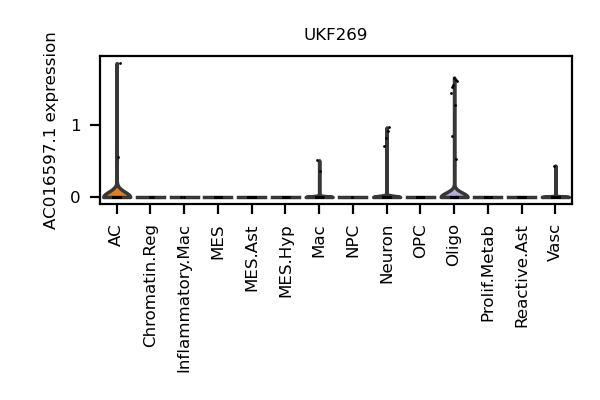 UKF269
AC016597.1 expression
1
0
AC
Chromatin.Reg
Inflammatory.Mac
MES
MES.Ast
MES.Hyp
Mac
NPC
Neuron
OPC
Oligo
Prolif.Metab
Reactive.Ast
Vasc